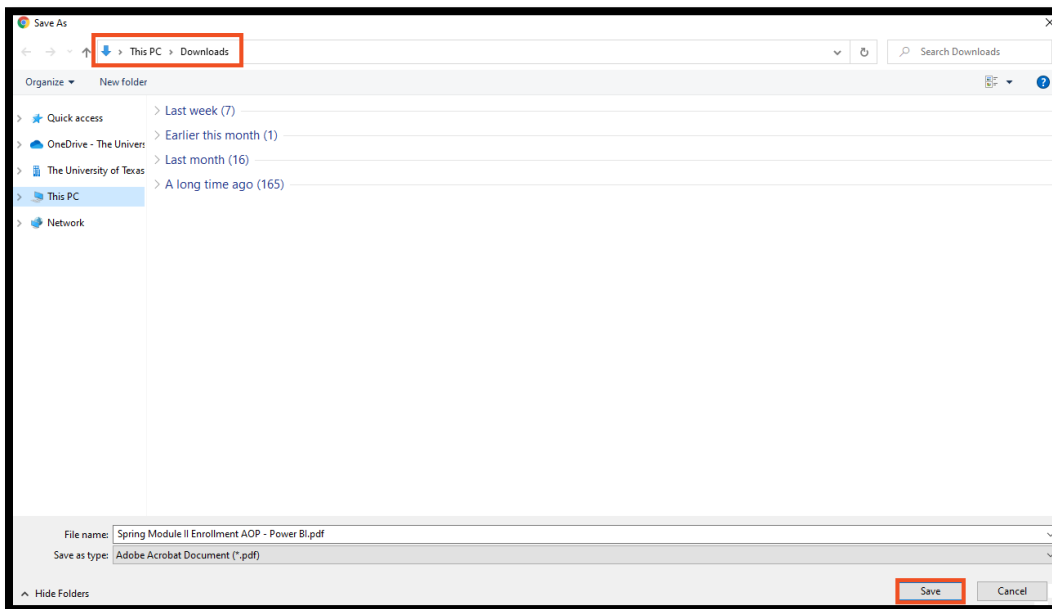 Save As
This PC > Downloads
Search Downloads
Organize
New folder
Quick access
OneDrive - The Univers
The University of Texas
This PC
Network
Last week (7)
Earlier this month (1)
Last month (16)
A long time ago (165)
File name: Spring Module II Enrollment AOP - Power BI.pdf
Save as type: Adobe Acrobat Document (*.pdf)
Hide Folders
Save
Cancel